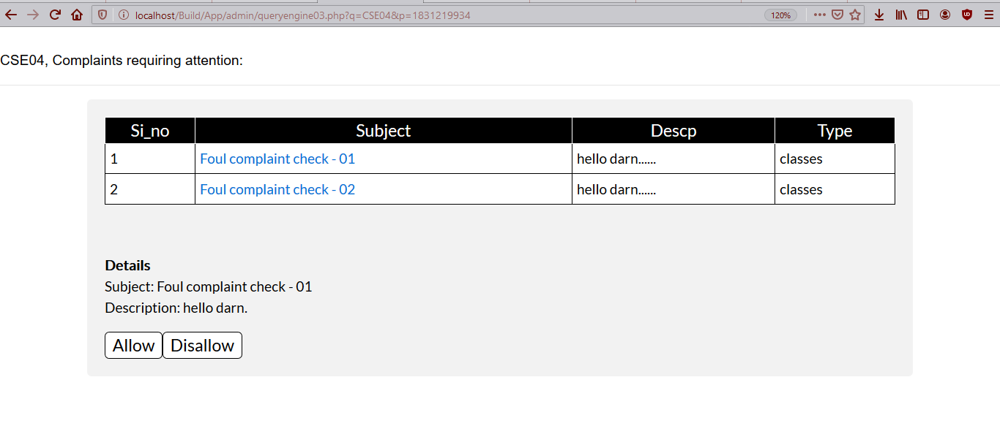 localhost/Build/App/admin/queryengine03.php?q=CSE04&p=1831219934 120%
CSE04, Complaints requiring attention:
Si_no Subject Descp Type
1 Foul complaint check - 01 hello darn...... classes
2 Foul complaint check - 02 hello darn...... classes
Details
Subject: Foul complaint check - 01
Description: hello darn.
Allow Disallow